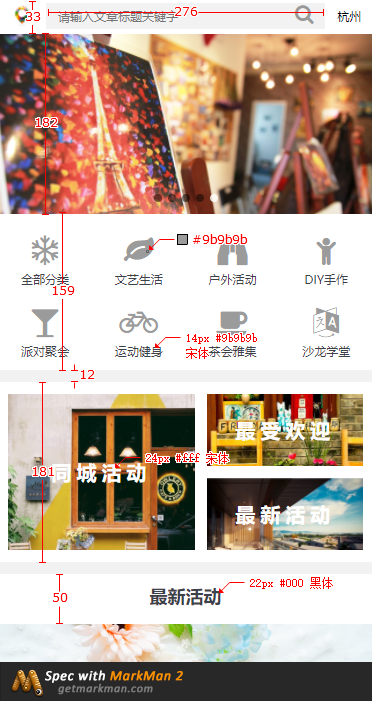 33
请输入文章标题关键字
276
杭州
182
#9b9b9b
全部分类
文艺生活
户外活动
DIY手作
159
14px #9b9b9b
宋体
派对聚会
运动健身
茶会雅集
沙龙学堂
12
最受欢迎
181
同城活动
24px #fff 宋体
最新活动
50
最新活动
22px #000 黑体
Spec with MarkMan 2
getmarkman.com